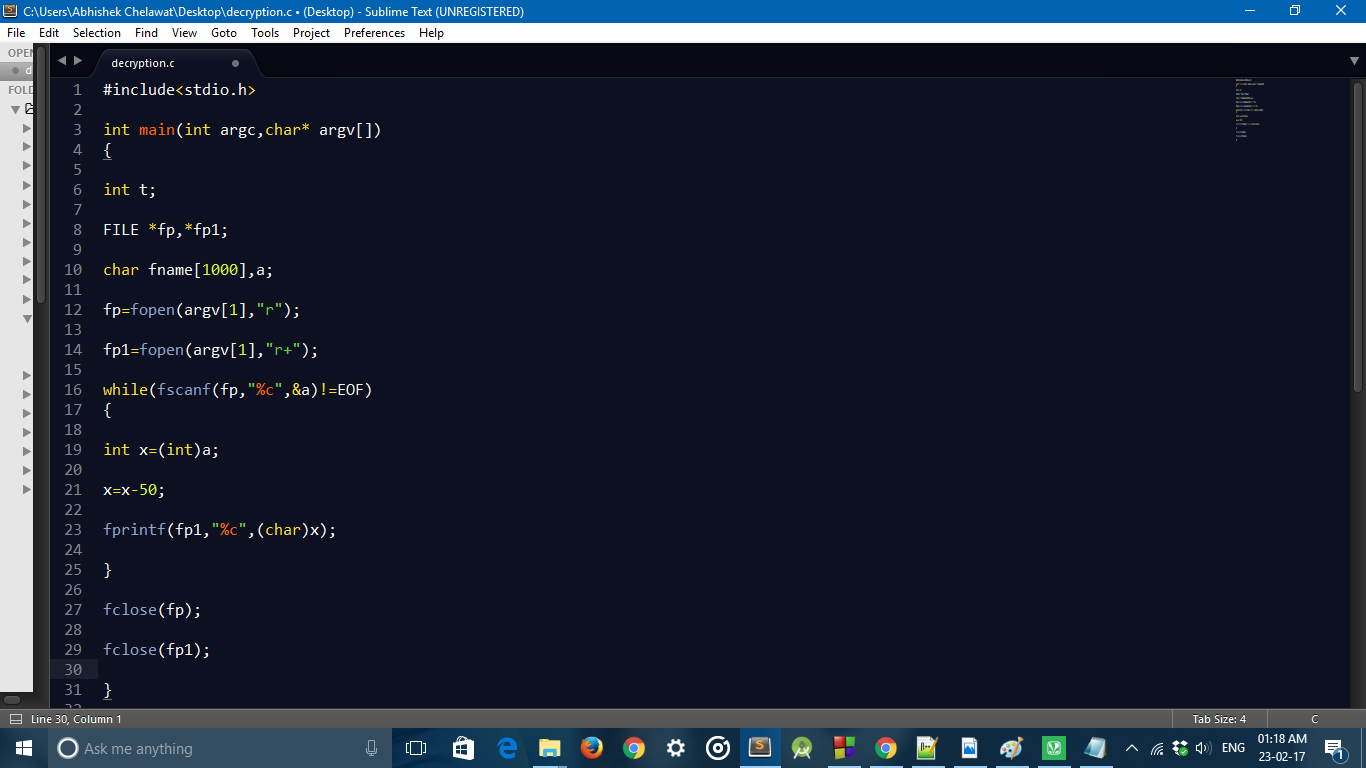 C:\Users\Abhishek Chelawat\Desktop\decryption.c • (Desktop) - Sublime Text (UNREGISTERED)
File Edit Selection Find View Goto Tools Project Preferences Help
OPEN
d
FOLD
decryption.c
1 #include<stdio.h>
2
3 int main(int argc,char* argv[])
4 {
5
6 int t;
7
8 FILE *fp,*fp1;
9
10 char fname[1000],a;
11
12 fp=fopen(argv[1],"r");
13
14 fp1=fopen(argv[1],"r+");
15
16 while(fscanf(fp,"%c",&a)!=EOF)
17 {
18
19 int x=(int)a;
20
21 x=x-50;
22
23 fprintf(fp1,"%c",(char)x);
24
25 }
26
27 fclose(fp);
28
29 fclose(fp1);
30
31 }
Line 30, Column 1 Tab Size: 4 C
Ask me anything
ENG
01:18 AM
23-02-17
1